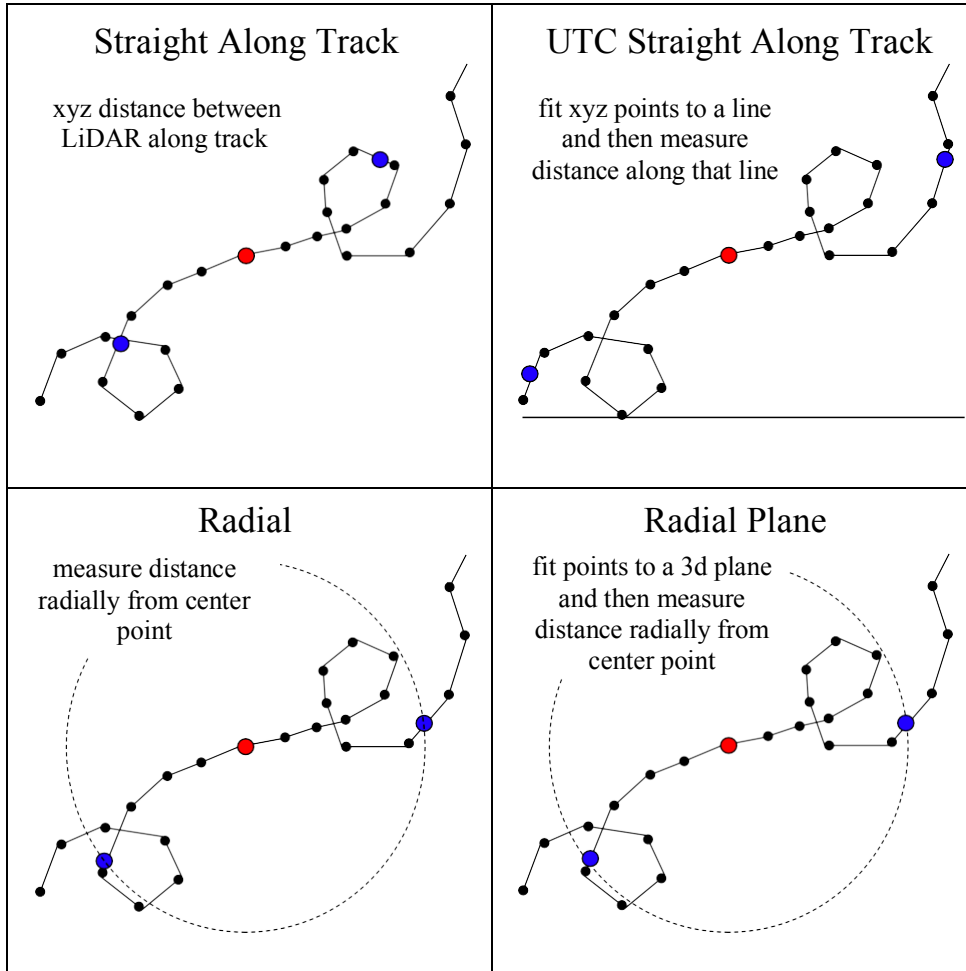 Straight Along Track
xyz distance between
LiDAR along track
UTC Straight Along Track
fit xyz points to a line
and then measure
distance along that line
Radial
measure distance
radially from center
point
Radial Plane
fit points to a 3d plane
and then measure
distance radially from
center point